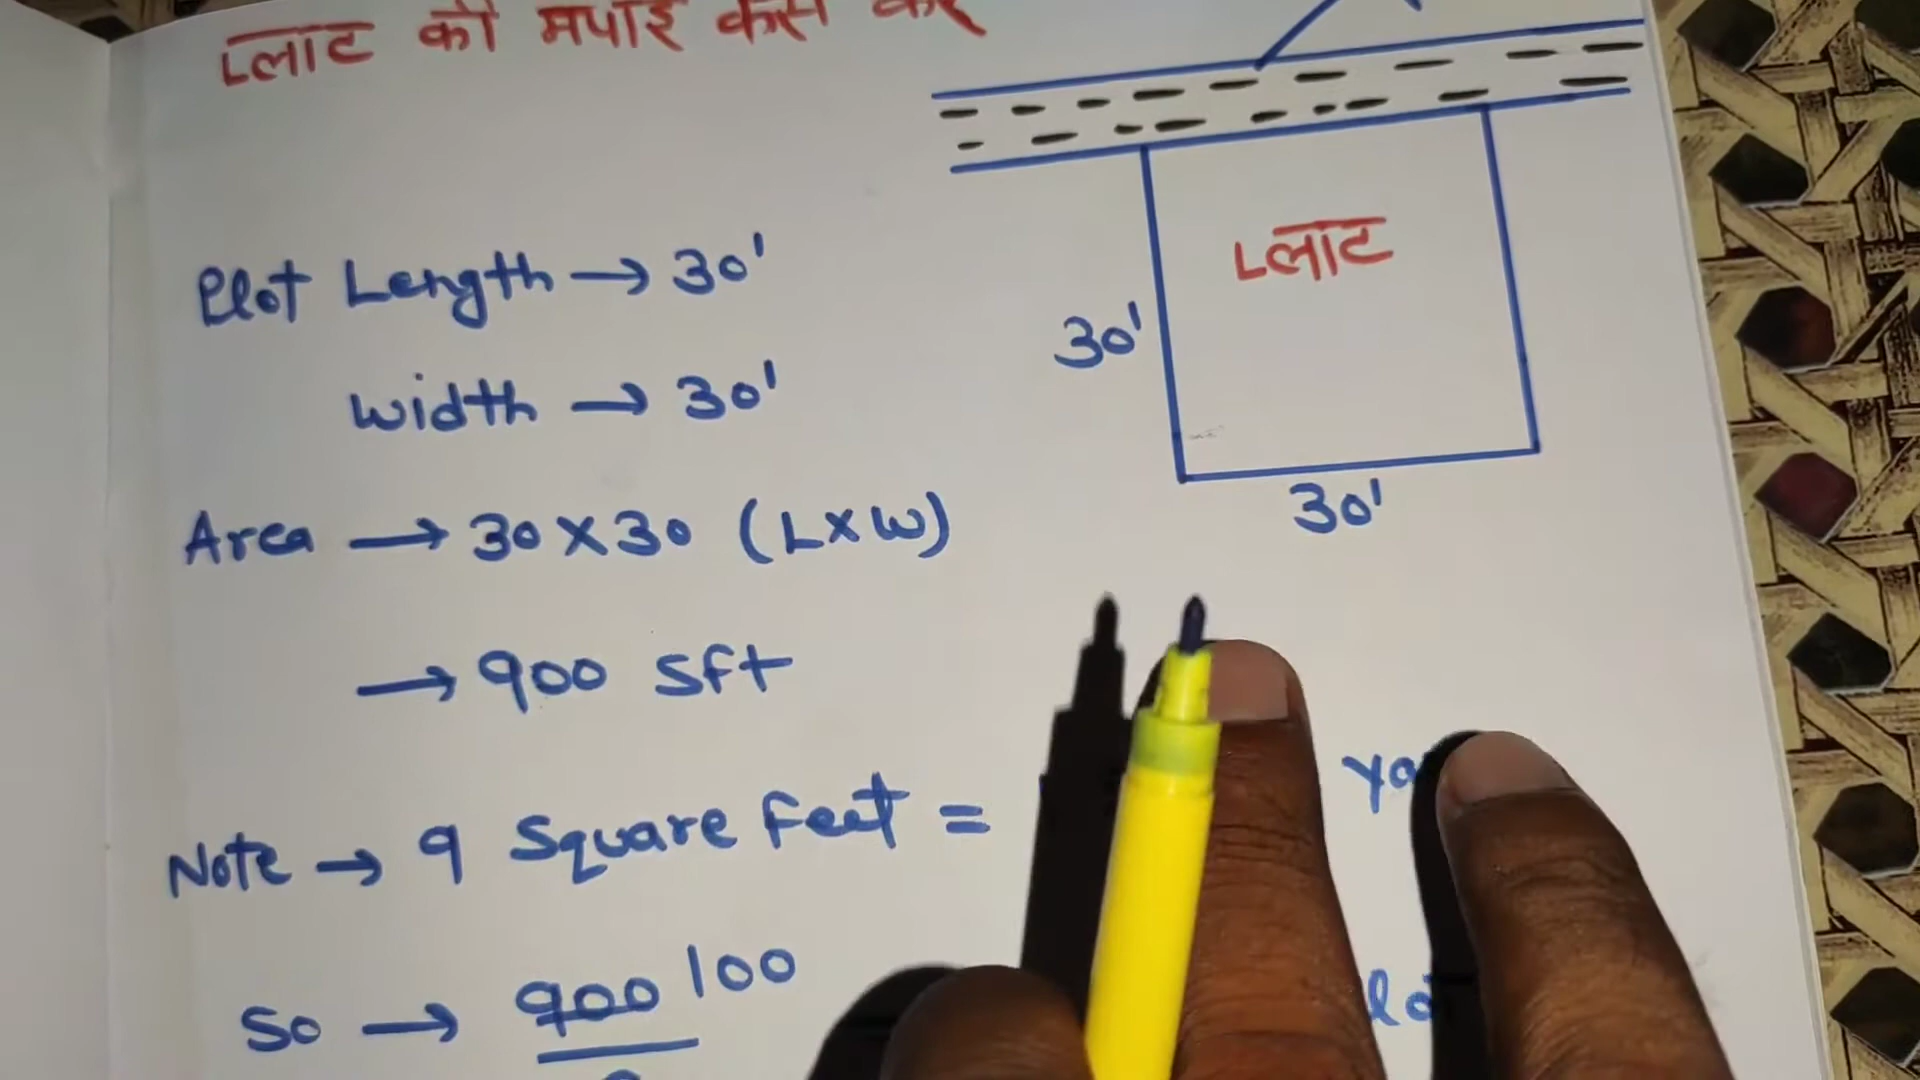 प्लाट की मपाई कैसे करें
Plot Length → 30'
Width → 30'
Area → 30 X 30 (L X W)
→ 900 Sft
Note → 9 Square Feet =
So → 900 100
प्लाट
30'
30'